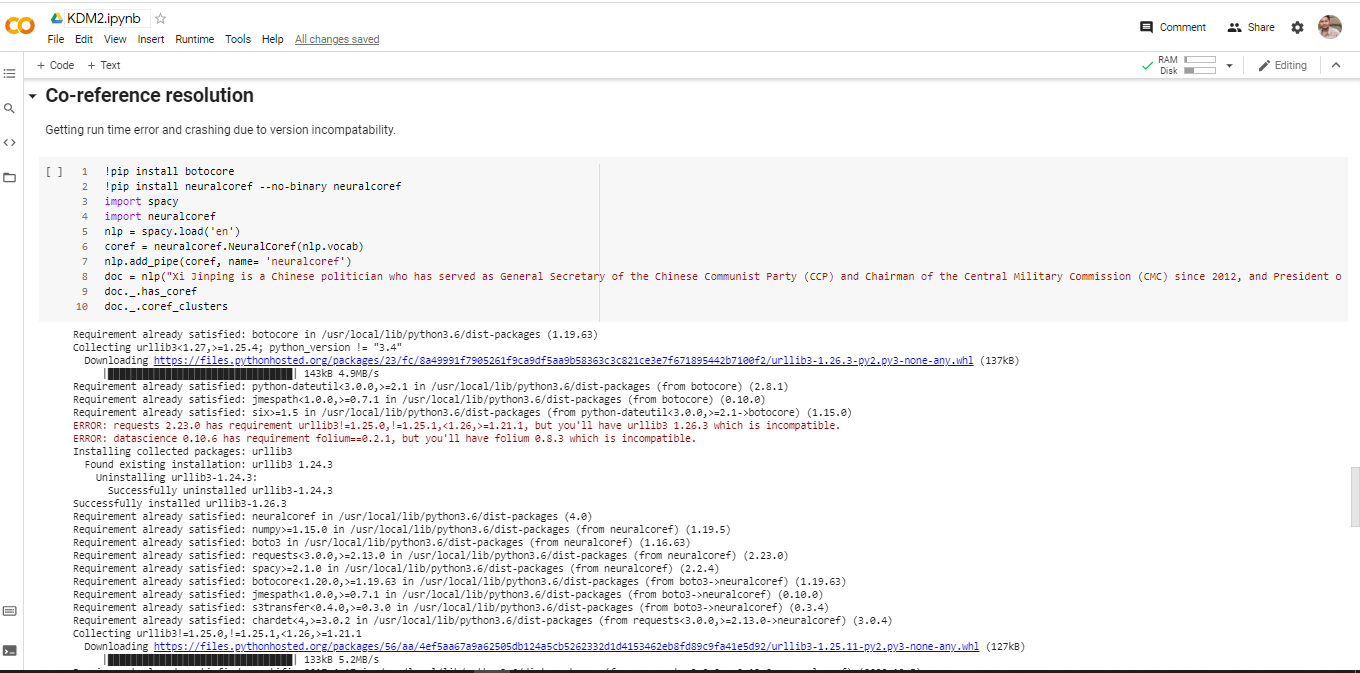 KDM2.ipynb
File Edit View Insert Runtime Tools Help All changes saved
Comment Share
+ Code + Text
RAM
Disk
Editing
Co-reference resolution
Getting run time error and crashing due to version incompatability.
[ ] 1 !pip install botocore
2 !pip install neuralcoref --no-binary neuralcoref
3 import spacy
4 import neuralcoref
5 nlp = spacy.load('en')
6 coref = neuralcoref.NeuralCoref(nlp.vocab)
7 nlp.add_pipe(coref, name= 'neuralcoref')
8 doc = nlp("Xi Jinping is a Chinese politician who has served as General Secretary of the Chinese Communist Party (CCP) and Chairman of the Central Military Commission (CMC) since 2012, and President o
9 doc._.has_coref
10 doc._.coref_clusters
Requirement already satisfied: botocore in /usr/local/lib/python3.6/dist-packages (1.19.63)
Collecting urllib3<1.27,>=1.25.4; python_version != "3.4"
Downloading https://files.pythonhosted.org/packages/23/fc/8a49991f7905261f9ca9df5aa9b58363c3c821ce3e7f671895442b7100f2/urllib3-1.26.3-py2.py3-none-any.whl (137kB)
143kB 4.9MB/s
Requirement already satisfied: python-dateutil<3.0.0,>=2.1 in /usr/local/lib/python3.6/dist-packages (from botocore) (2.8.1)
Requirement already satisfied: jmespath<1.0.0,>=0.7.1 in /usr/local/lib/python3.6/dist-packages (from botocore) (0.10.0)
Requirement already satisfied: six>=1.5 in /usr/local/lib/python3.6/dist-packages (from python-dateutil<3.0.0,>=2.1->botocore) (1.15.0)
ERROR: requests 2.23.0 has requirement urllib3!=1.25.0,!=1.25.1,<1.26,>=1.21.1, but you'll have urllib3 1.26.3 which is incompatible.
ERROR: datascience 0.10.6 has requirement folium==0.2.1, but you'll have folium 0.8.3 which is incompatible.
Installing collected packages: urllib3
Found existing installation: urllib3 1.24.3
Uninstalling urllib3-1.24.3:
Successfully uninstalled urllib3-1.24.3
Successfully installed urllib3-1.26.3
Requirement already satisfied: neuralcoref in /usr/local/lib/python3.6/dist-packages (4.0)
Requirement already satisfied: numpy>=1.15.0 in /usr/local/lib/python3.6/dist-packages (from neuralcoref) (1.19.5)
Requirement already satisfied: boto3 in /usr/local/lib/python3.6/dist-packages (from neuralcoref) (1.16.63)
Requirement already satisfied: requests<3.0.0,>=2.13.0 in /usr/local/lib/python3.6/dist-packages (from neuralcoref) (2.23.0)
Requirement already satisfied: spacy>=2.1.0 in /usr/local/lib/python3.6/dist-packages (from neuralcoref) (2.2.4)
Requirement already satisfied: botocore<1.20.0,>=1.19.63 in /usr/local/lib/python3.6/dist-packages (from boto3->neuralcoref) (1.19.63)
Requirement already satisfied: jmespath<1.0.0,>=0.7.1 in /usr/local/lib/python3.6/dist-packages (from boto3->neuralcoref) (0.10.0)
Requirement already satisfied: s3transfer<0.4.0,>=0.3.0 in /usr/local/lib/python3.6/dist-packages (from boto3->neuralcoref) (0.3.4)
Requirement already satisfied: chardet<4,>=3.0.2 in /usr/local/lib/python3.6/dist-packages (from requests<3.0.0,>=2.13.0->neuralcoref) (3.0.4)
Collecting urllib3!=1.25.0,!=1.25.1,<1.26,>=1.21.1
Downloading https://files.pythonhosted.org/packages/56/aa/4ef5aa67a9a62505db124a5cb5262332d1d4153462eb8fd89c9fa41e5d92/urllib3-1.25.11-py2.py3-none-any.whl (127kB)
133kB 5.2MB/s